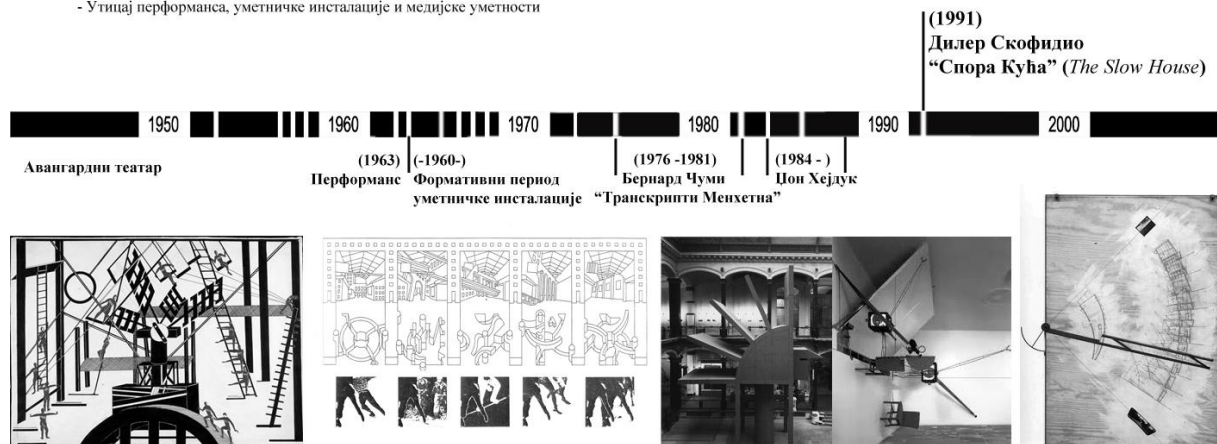 - Утицај перформанса, уметничке инсталације и медијске уметности
(1991)
Дилер Скофидио
“Спора Кућа” (The Slow House)
1950 1960 1970 1980 1990 2000
Авангардни театар
(1963)
Перформанс
(-1960-)
Формативни период
уметничке инсталације
(1976 -1981)
Бернард Чуми
“Транскрипти Менхетна”
(1984 - )
Џон Хејдук